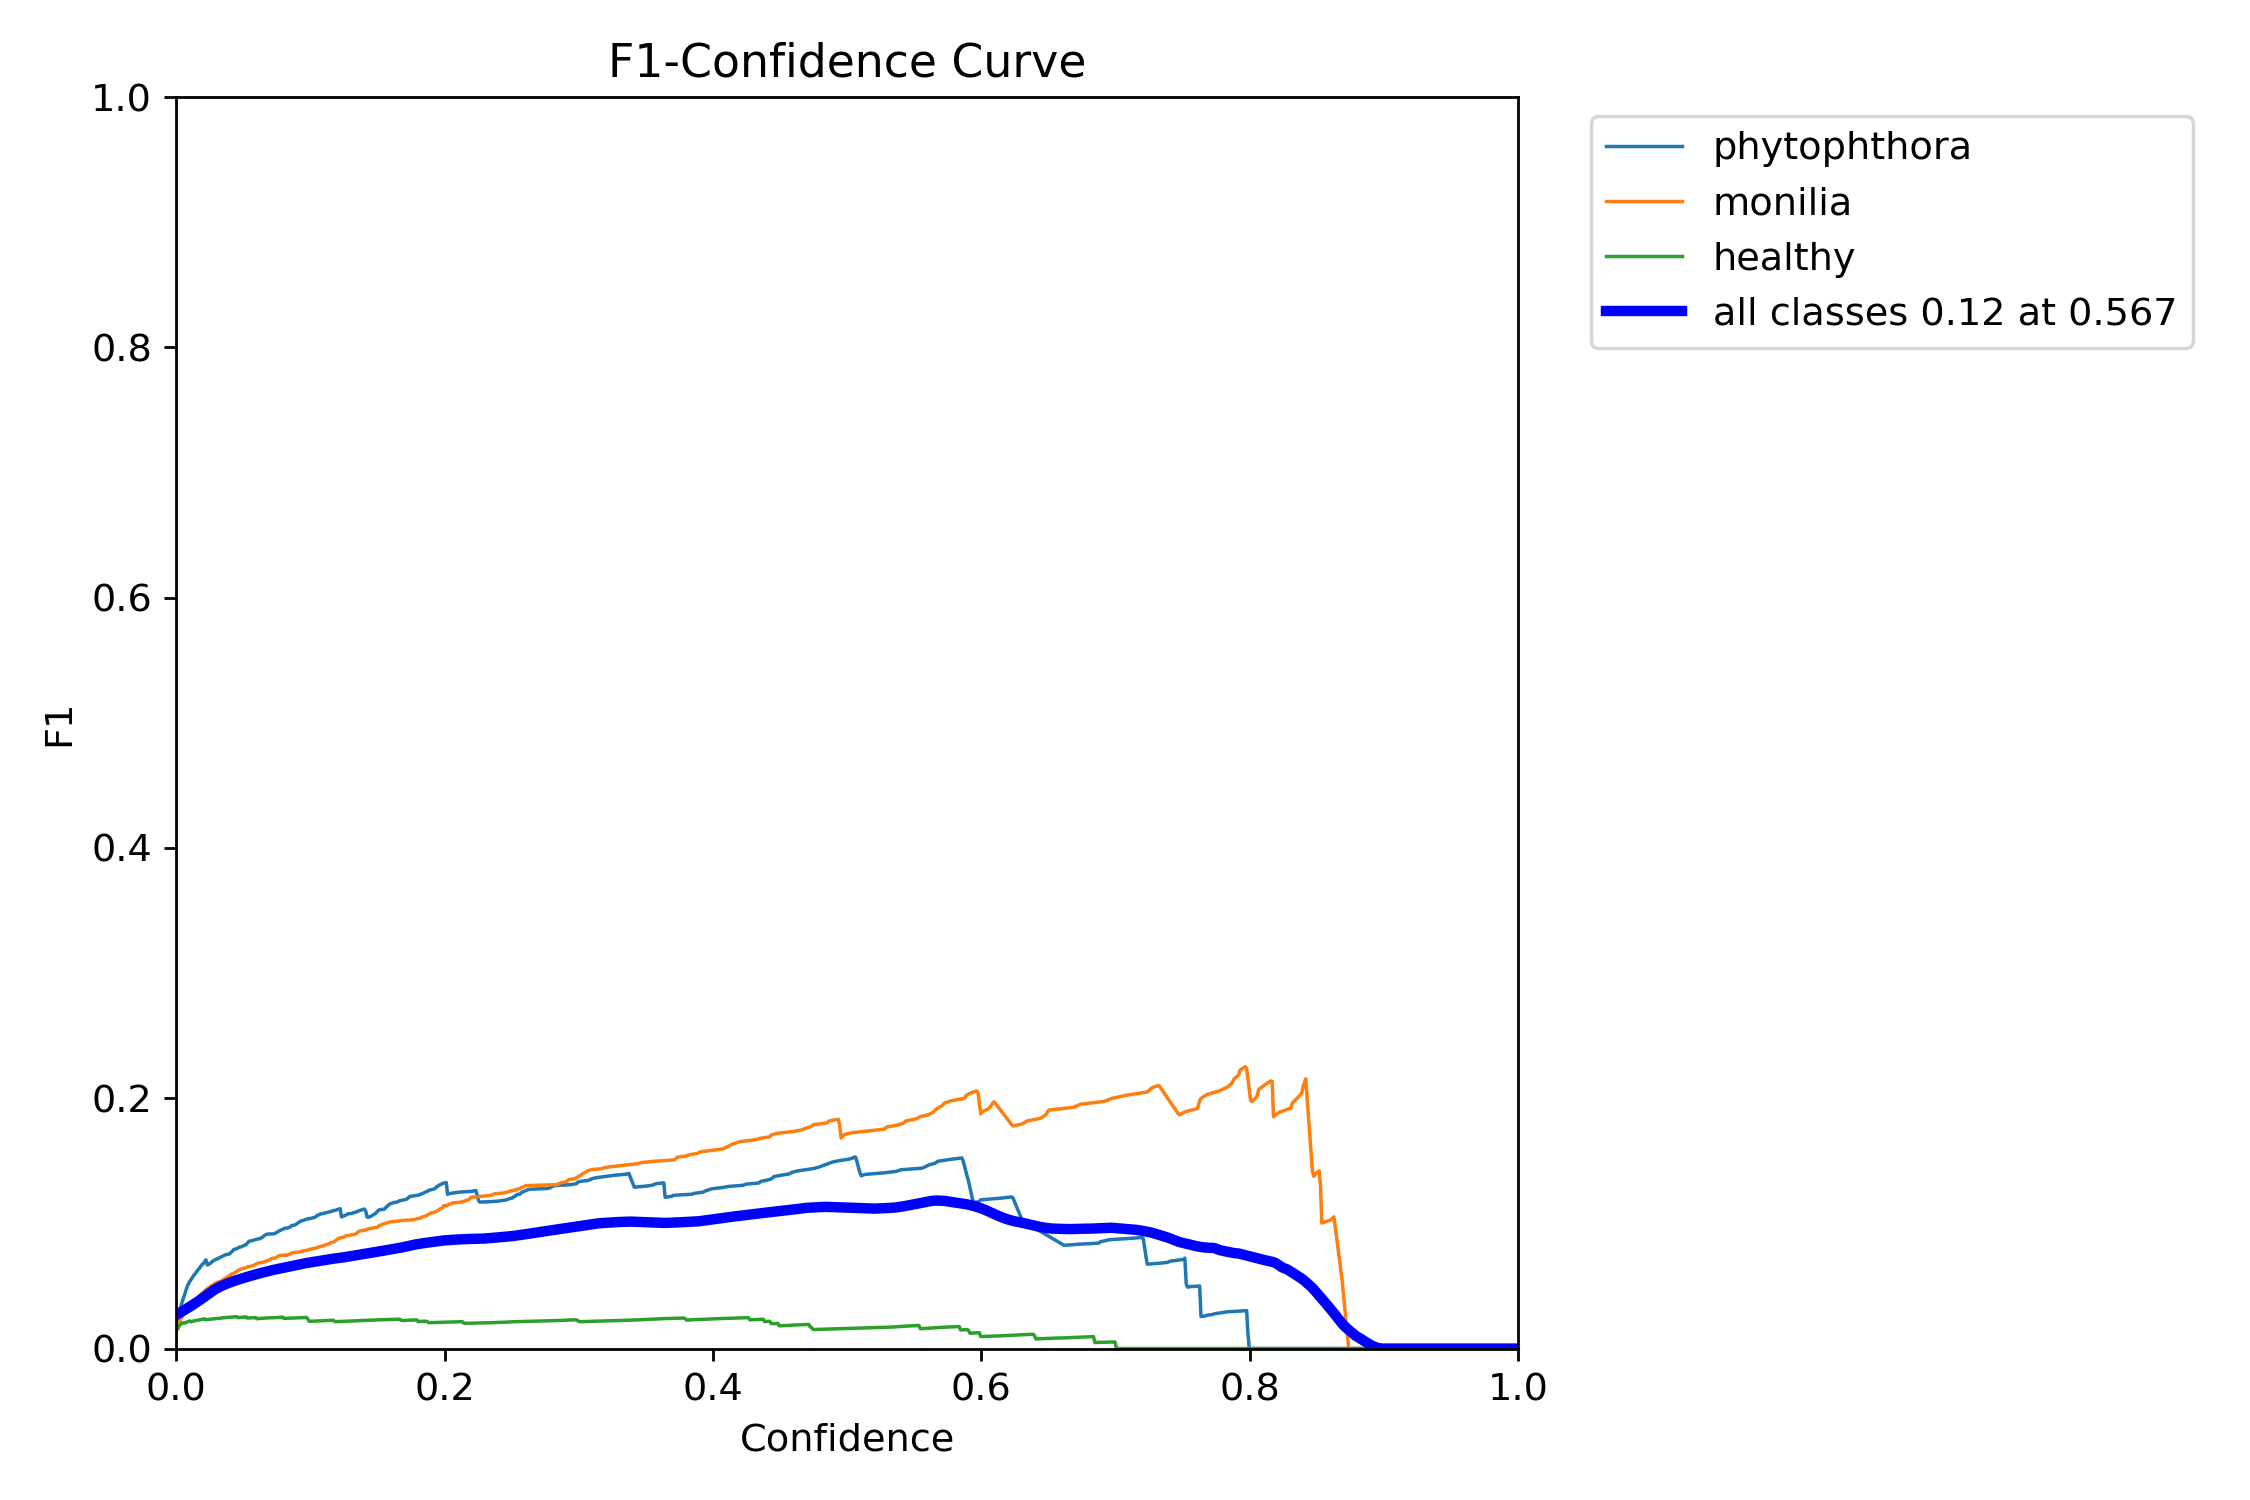 F1-Confidence Curve
1.0
0.8
0.6
0.4
0.2
0.0
F1
0.0 0.2 0.4 0.6 0.8 1.0
Confidence
phytophthora
monilia
healthy
all classes 0.12 at 0.567